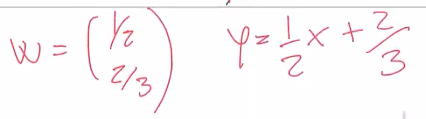 w = (1/2 2/3) y = 1/2 x + 2/3